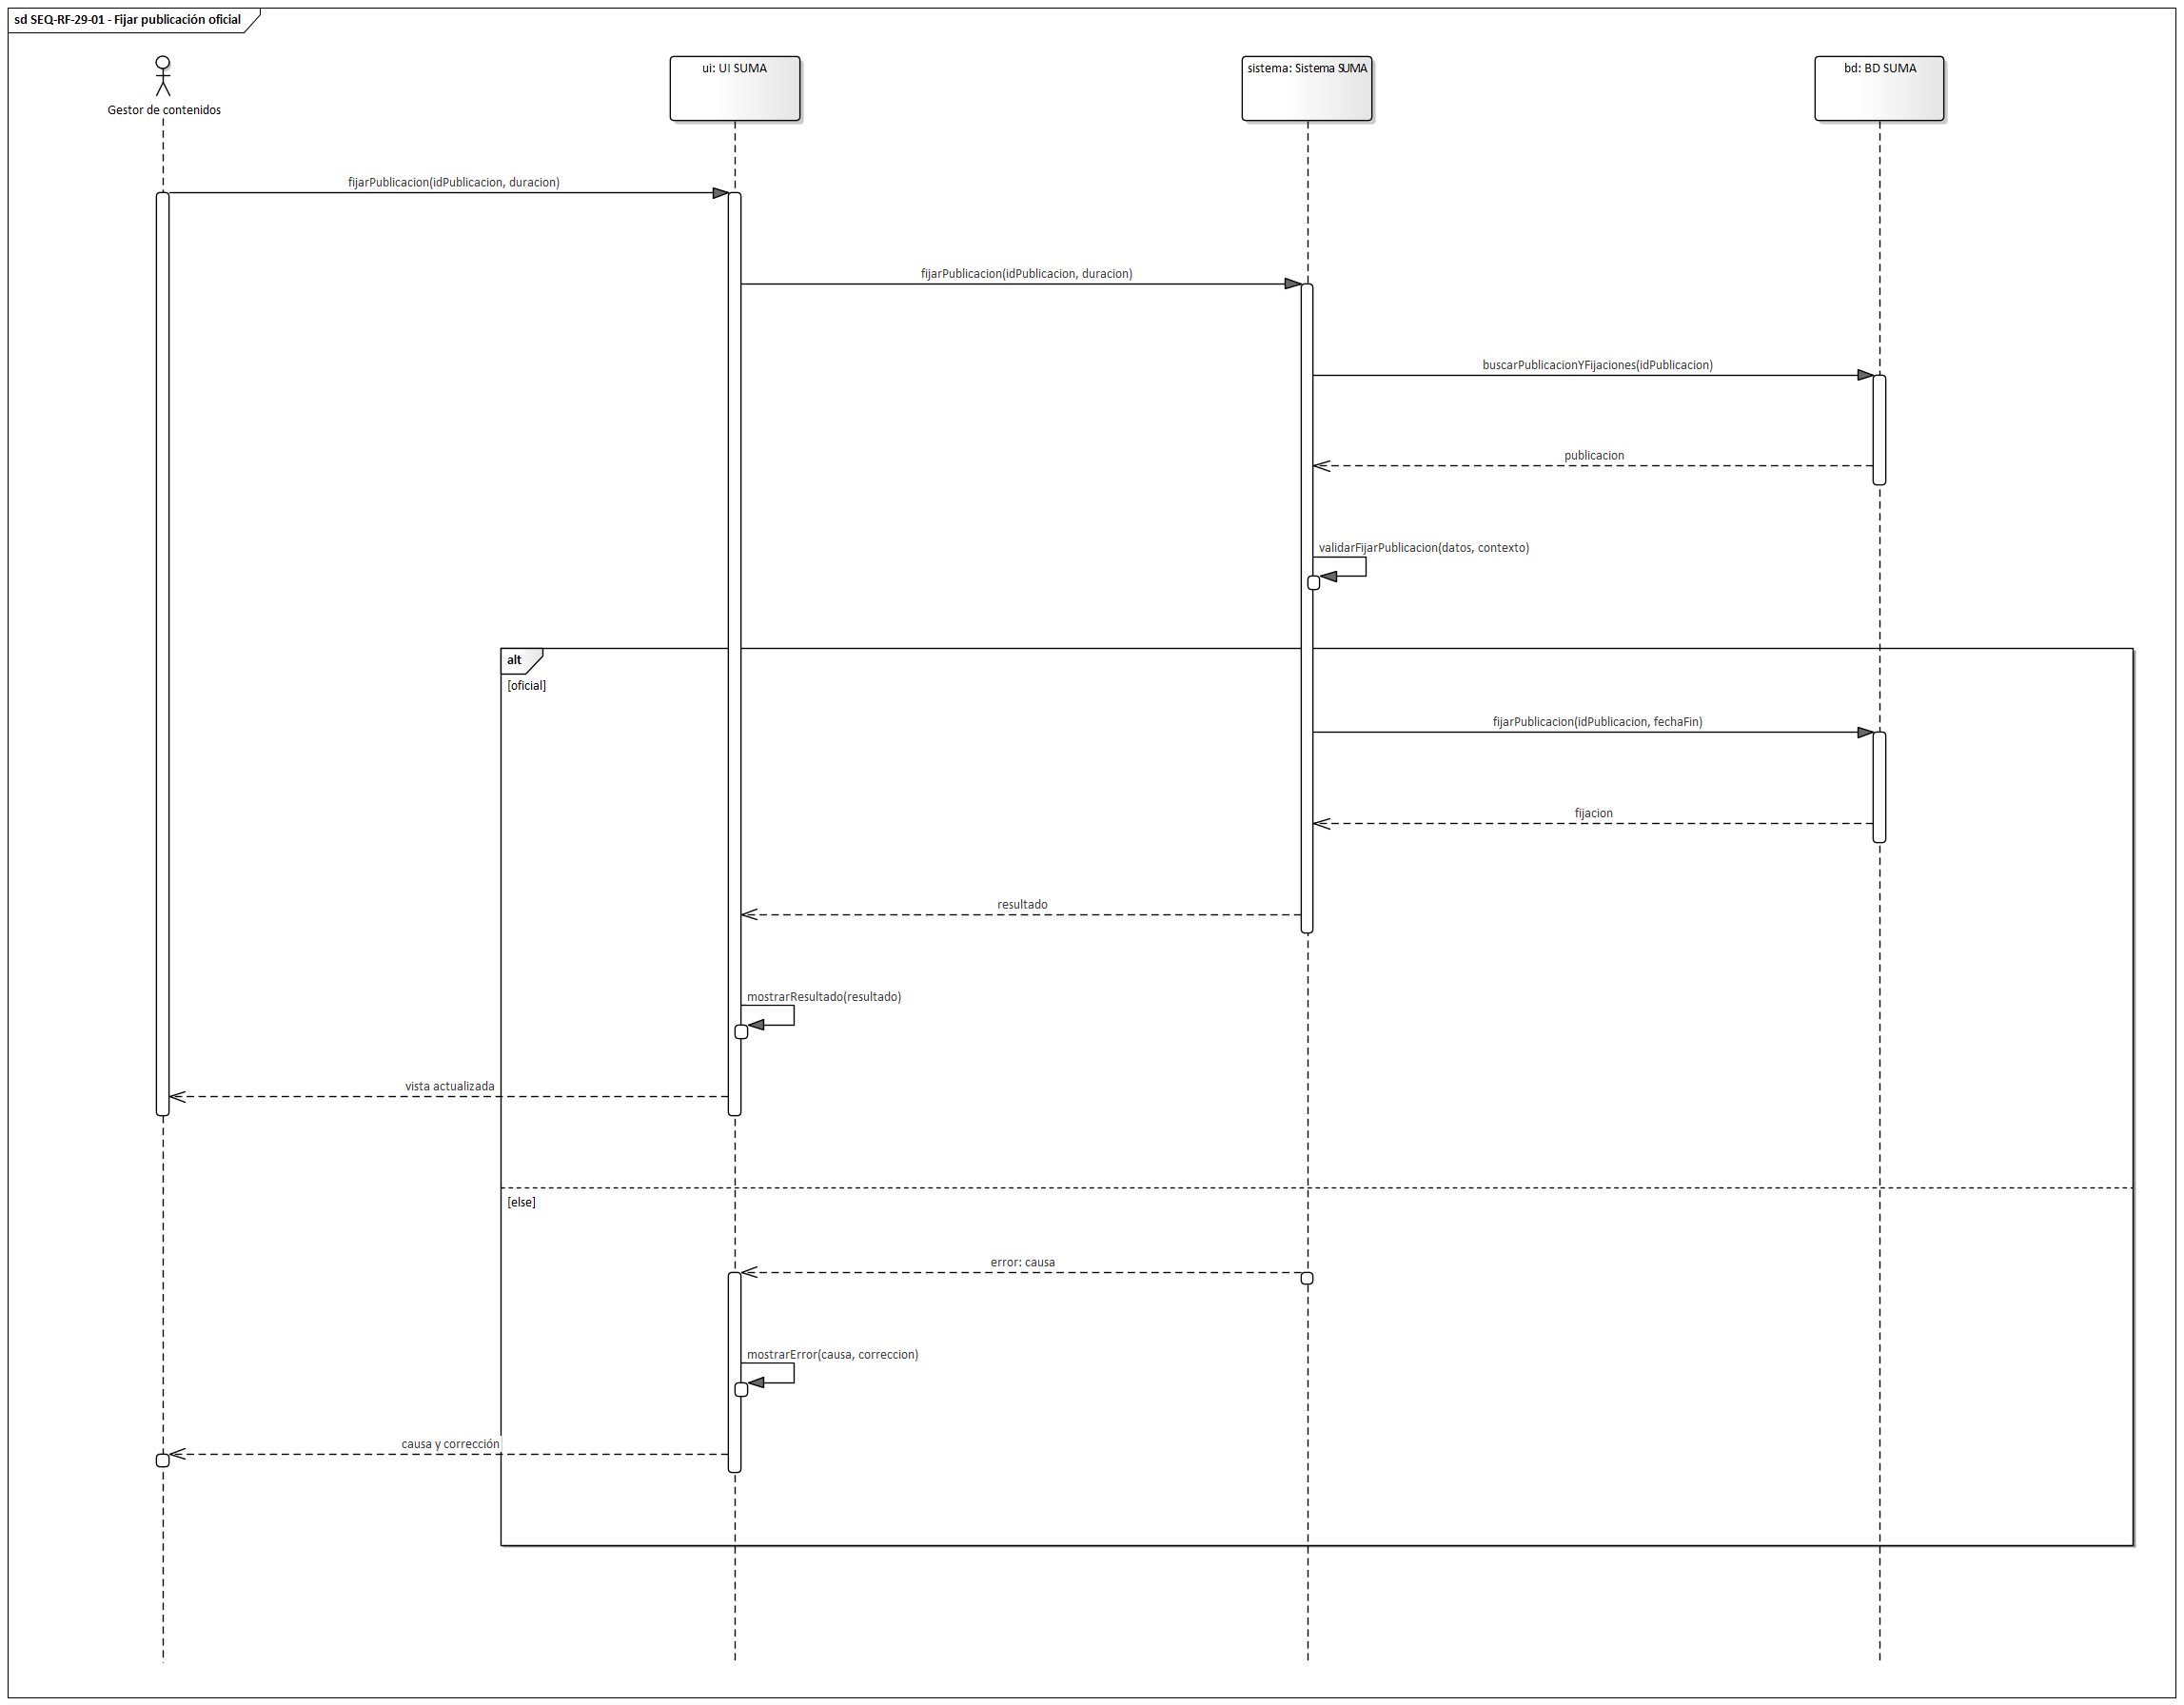 sd SEQ-RF-29-01 - Fijar publicación oficial
Gestor de contenidos
ui: UI SUMA
sistema: Sistema SUMA
bd: BD SUMA
fijarPublicacion(idPublicacion, duracion)
fijarPublicacion(idPublicacion, duracion)
buscarPublicacionYFijaciones(idPublicacion)
publicacion
validarFijarPublicacion(datos, contexto)
alt
[oficial]
fijarPublicacion(idPublicacion, fechaFin)
fijacion
resultado
mostrarResultado(resultado)
vista actualizada
[else]
error: causa
mostrarError(causa, correccion)
causa y corrección